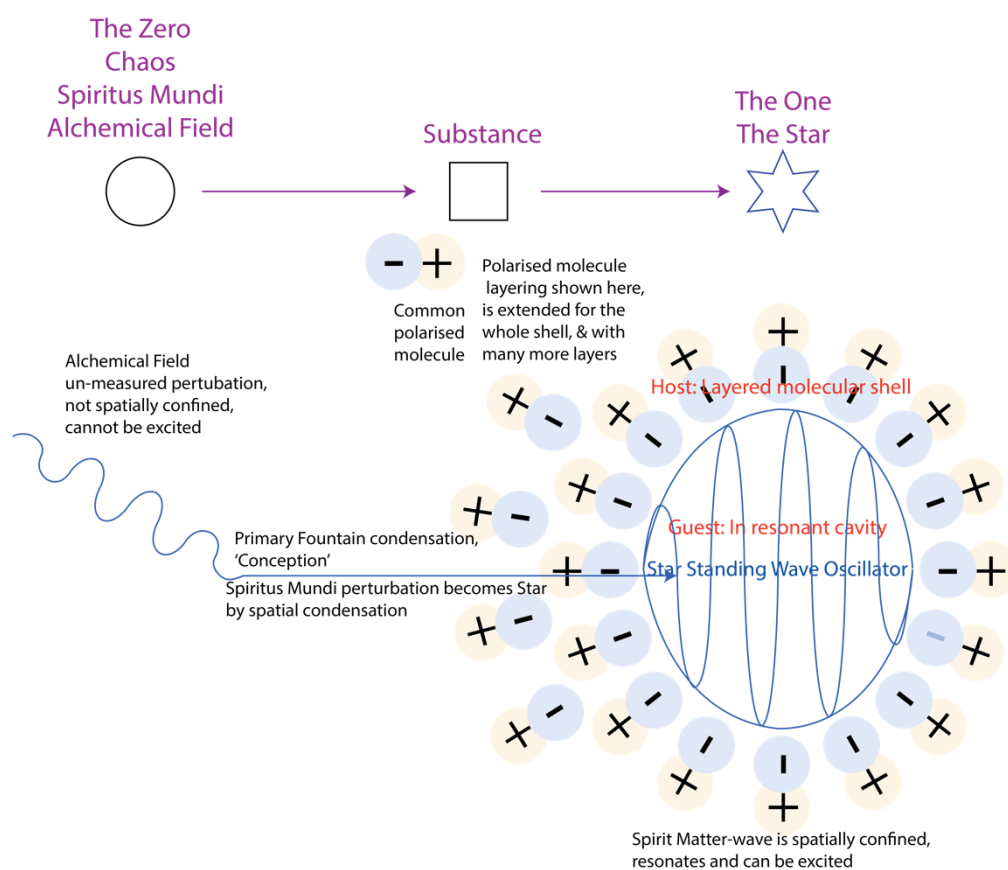 The Zero
Chaos
Spiritus Mundi
Alchemical Field
Substance
The One
The Star
- +
Common
polarised
molecule
Polarised molecule
layering shown here,
is extended for the
whole shell, & with
many more layers
Alchemical Field
un-measured pertubation,
not spatially confined,
cannot be excited
Host: Layered molecular shell
Guest: In resonant cavity
Star Standing Wave Oscillator
Primary Fountain condensation,
'Conception'
Spiritus Mundi perturbation becomes Star
by spatial condensation
Spirit Matter-wave is spatially confined,
resonates and can be excited